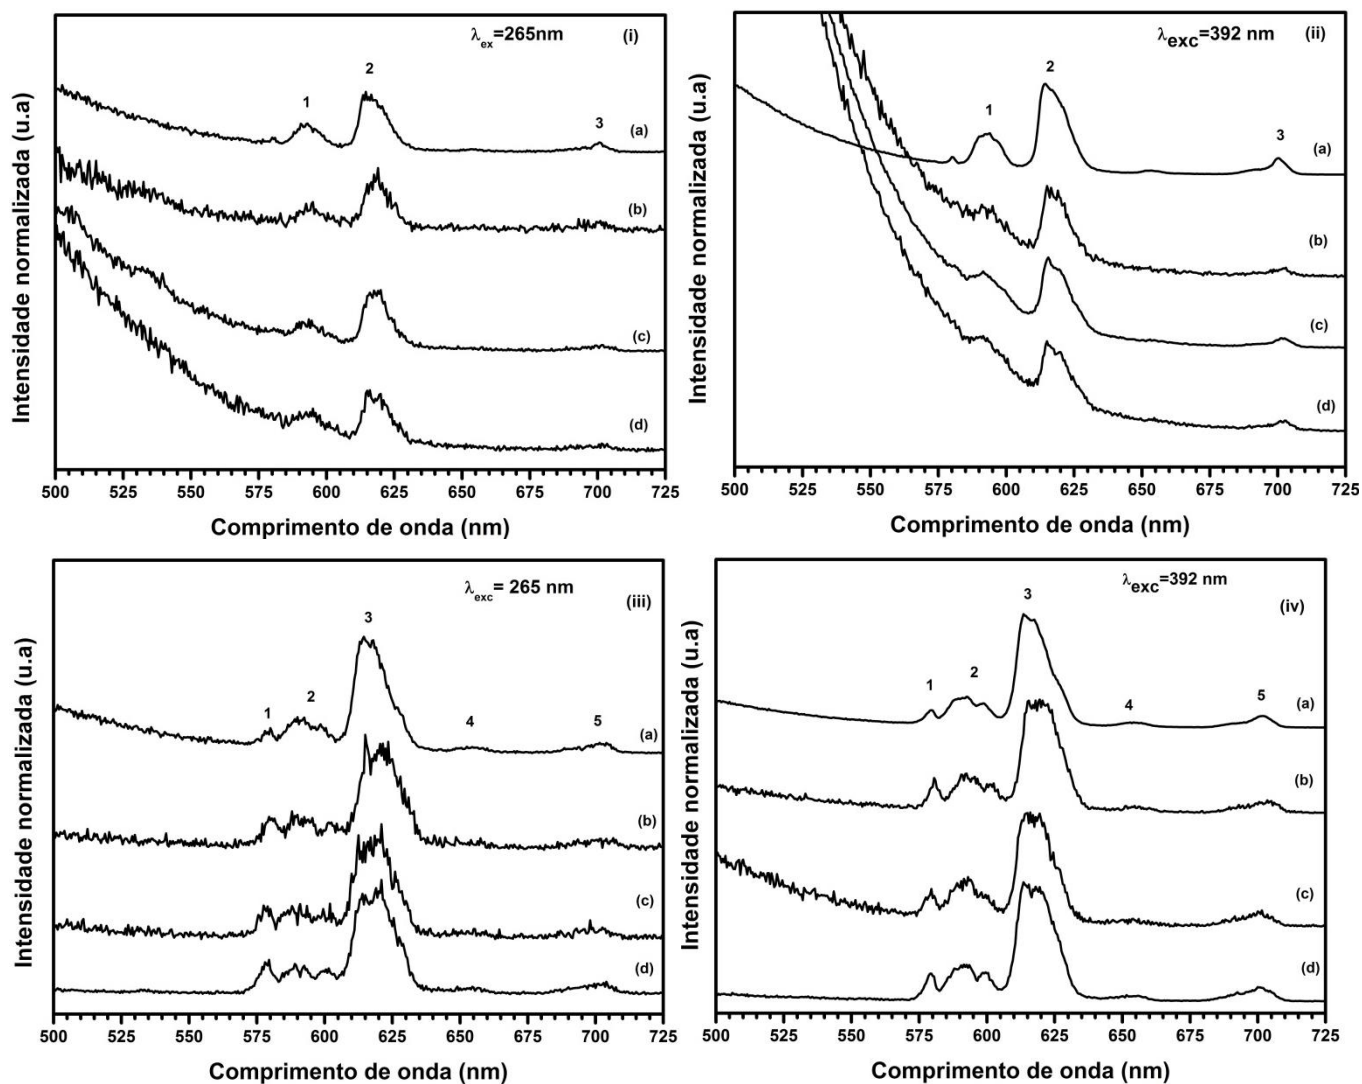 λex=265nm
(i)
1
2
3
(a)
(b)
(c)
(d)
Intensidade normalizada (u.a)
500 525 550 575 600 625 650 675 700 725
Comprimento de onda (nm)
λexc=392 nm
(ii)
1
2
3
(a)
(b)
(c)
(d)
Intensidade normalizada (u.a)
500 525 550 575 600 625 650 675 700 725
Comprimento de onda (nm)
λexc= 265 nm
(iii)
1
2
3
4
5
(a)
(b)
(c)
(d)
Intensidade normalizada (u.a)
500 525 550 575 600 625 650 675 700 725
Comprimento de onda (nm)
λexc=392 nm
(iv)
1
2
3
4
5
(a)
(b)
(c)
(d)
Intensidade normalizada (u.a)
500 525 550 575 600 625 650 675 700 725
Comprimento de onda (nm)